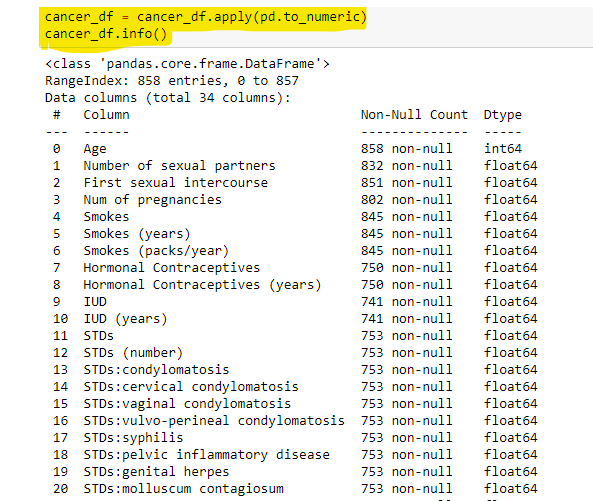 cancer_df = cancer_df.apply(pd.to_numeric)
cancer_df.info()
<class 'pandas.core.frame.DataFrame'>
RangeIndex: 858 entries, 0 to 857
Data columns (total 34 columns):
 #   Column                              Non-Null Count  Dtype
---  ------                              --------------  -----
 0   Age                                 858 non-null    int64
 1   Number of sexual partners           832 non-null    float64
 2   First sexual intercourse            851 non-null    float64
 3   Num of pregnancies                  802 non-null    float64
 4   Smokes                              845 non-null    float64
 5   Smokes (years)                      845 non-null    float64
 6   Smokes (packs/year)                 845 non-null    float64
 7   Hormonal Contraceptives             750 non-null    float64
 8   Hormonal Contraceptives (years)     750 non-null    float64
 9   IUD                                 741 non-null    float64
 10  IUD (years)                         741 non-null    float64
 11  STDs                                753 non-null    float64
 12  STDs (number)                       753 non-null    float64
 13  STDs:condylomatosis                 753 non-null    float64
 14  STDs:cervical condylomatosis        753 non-null    float64
 15  STDs:vaginal condylomatosis         753 non-null    float64
 16  STDs:vulvo-perineal condylomatosis  753 non-null    float64
 17  STDs:syphilis                       753 non-null    float64
 18  STDs:pelvic inflammatory disease    753 non-null    float64
 19  STDs:genital herpes                 753 non-null    float64
 20  STDs:molluscum contagiosum          753 non-null    float64